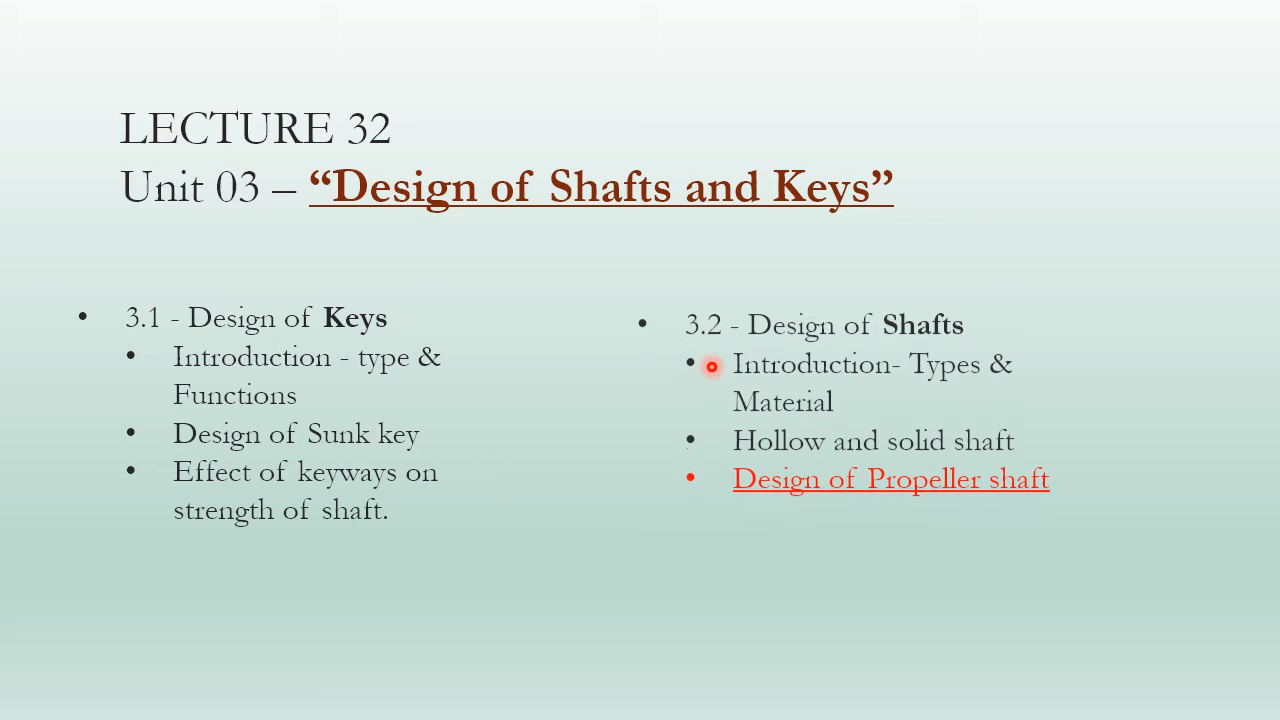 LECTURE 32
Unit 03 – “Design of Shafts and Keys”
• 3.1 - Design of Keys
• Introduction - type &
Functions
• Design of Sunk key
• Effect of keyways on
strength of shaft.
• 3.2 - Design of Shafts
• Introduction- Types &
Material
• Hollow and solid shaft
• Design of Propeller shaft